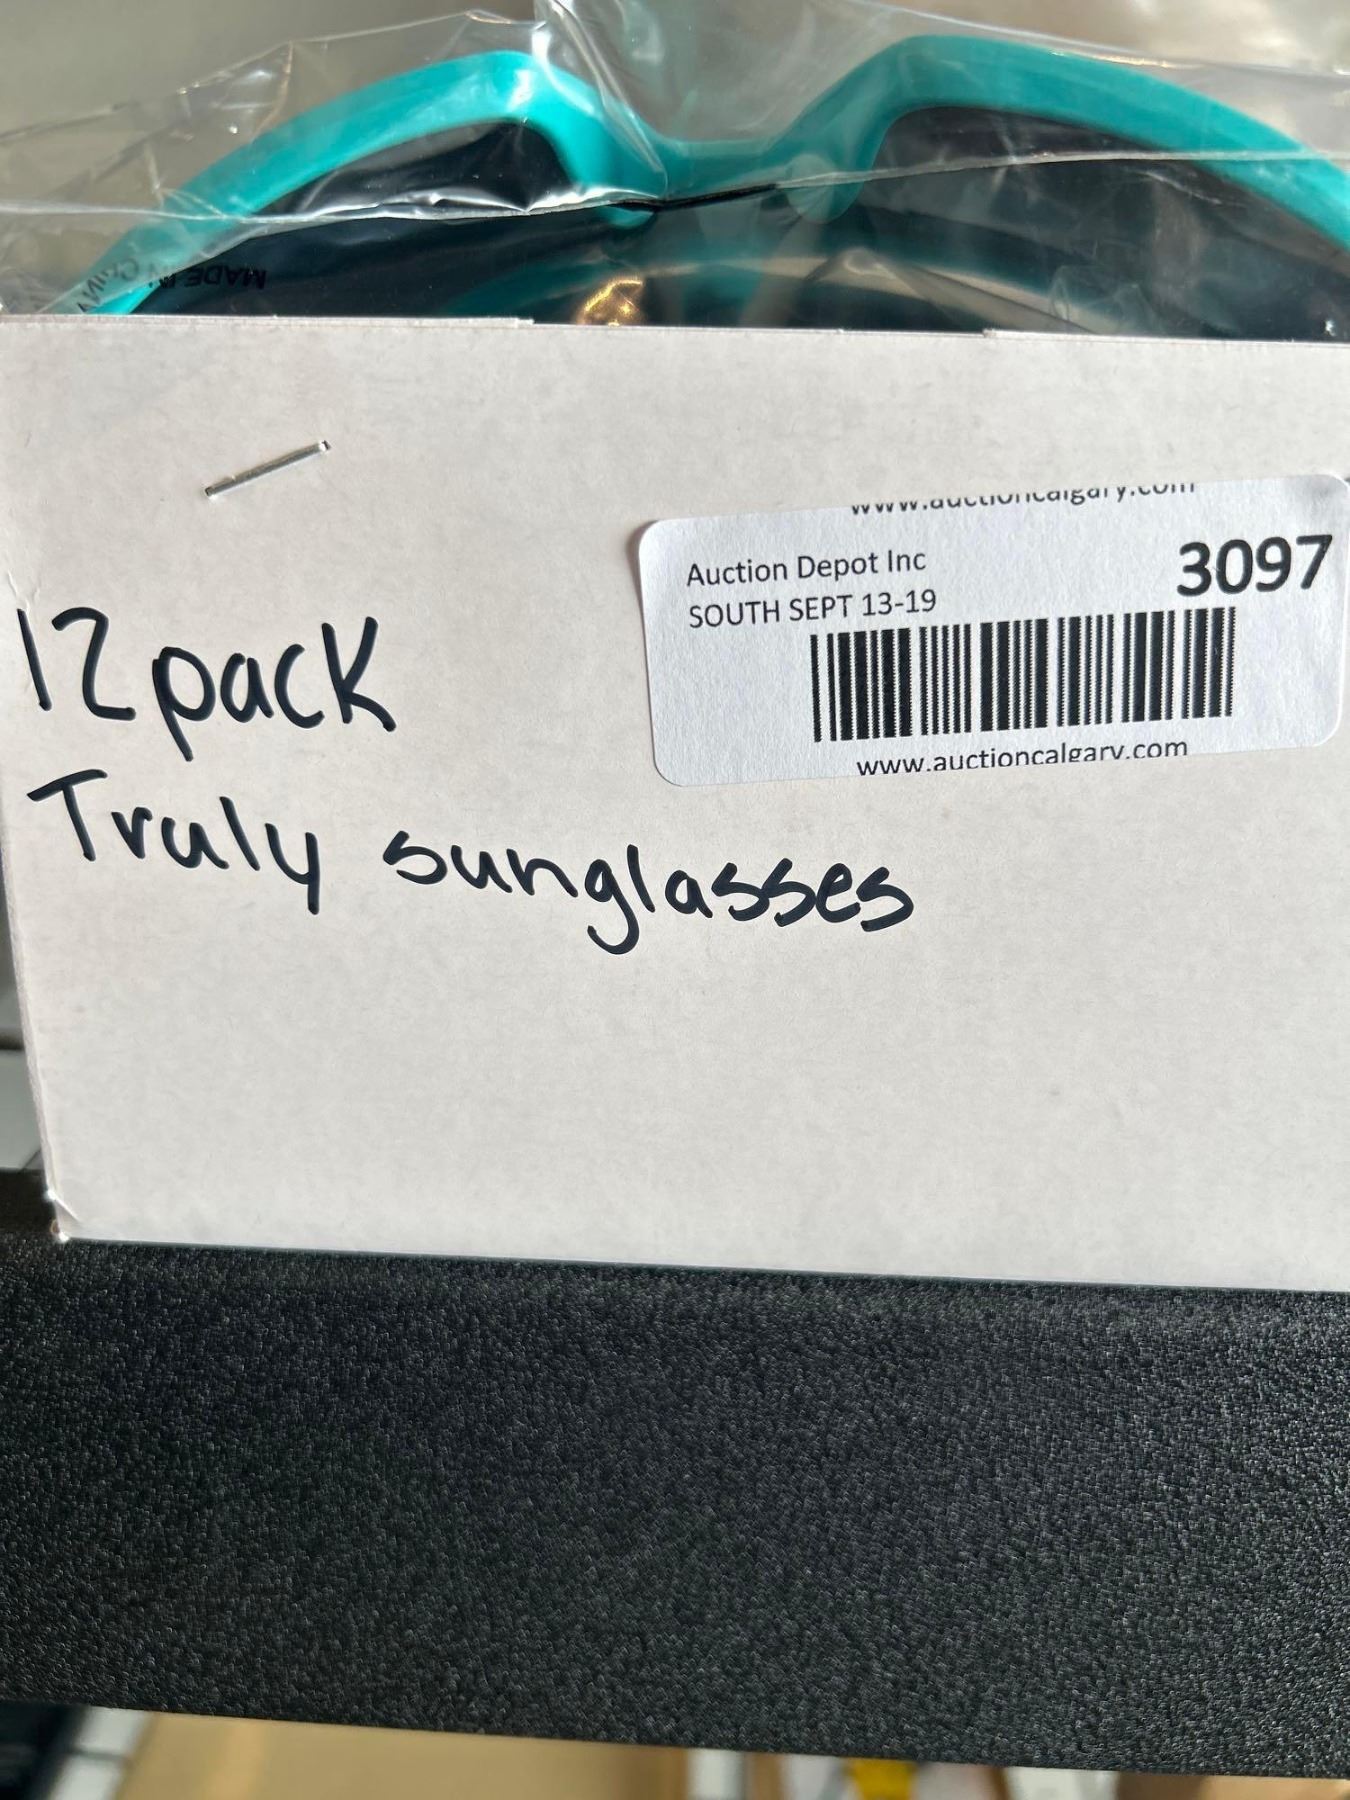 MADE IN
www.auctioncalgary.com
Auction Depot Inc
3097
SOUTH SEPT 13-19
www.auctioncalgary.com
12 pack
Truly sunglasses